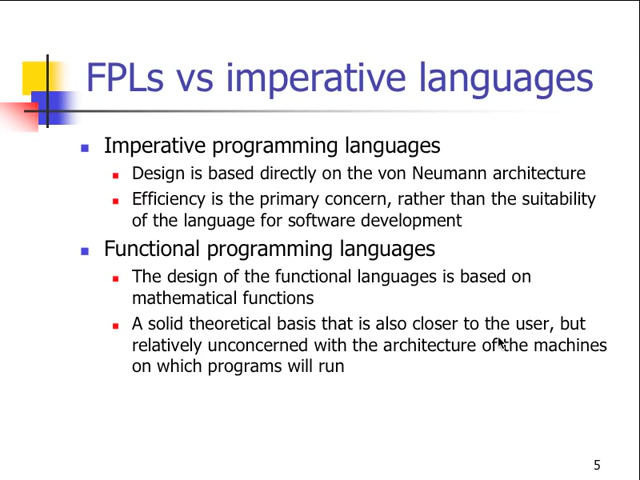 FPLs vs imperative languages
Imperative programming languages
Design is based directly on the von Neumann architecture
Efficiency is the primary concern, rather than the suitability
of the language for software development
Functional programming languages
The design of the functional languages is based on
mathematical functions
A solid theoretical basis that is also closer to the user, but
relatively unconcerned with the architecture of the machines
on which programs will run
5